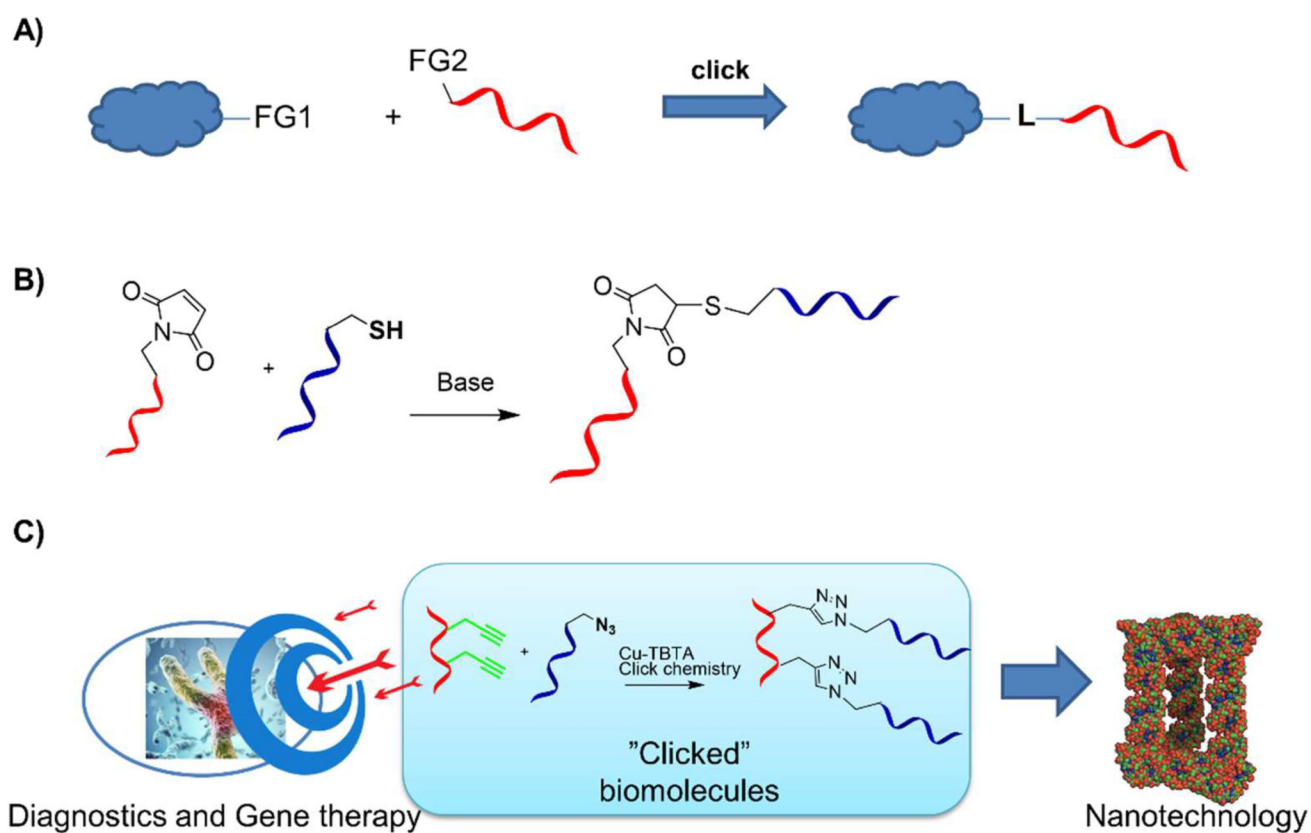 A)
FG1
+
FG2
click
L
B)
O
N
O
+
SH
Base
O
N
O
S
C)
+
N3
Cu-TBTA
Click chemistry
N
N
N
N
N
N
”Clicked”
biomolecules
Diagnostics and Gene therapy
Nanotechnology